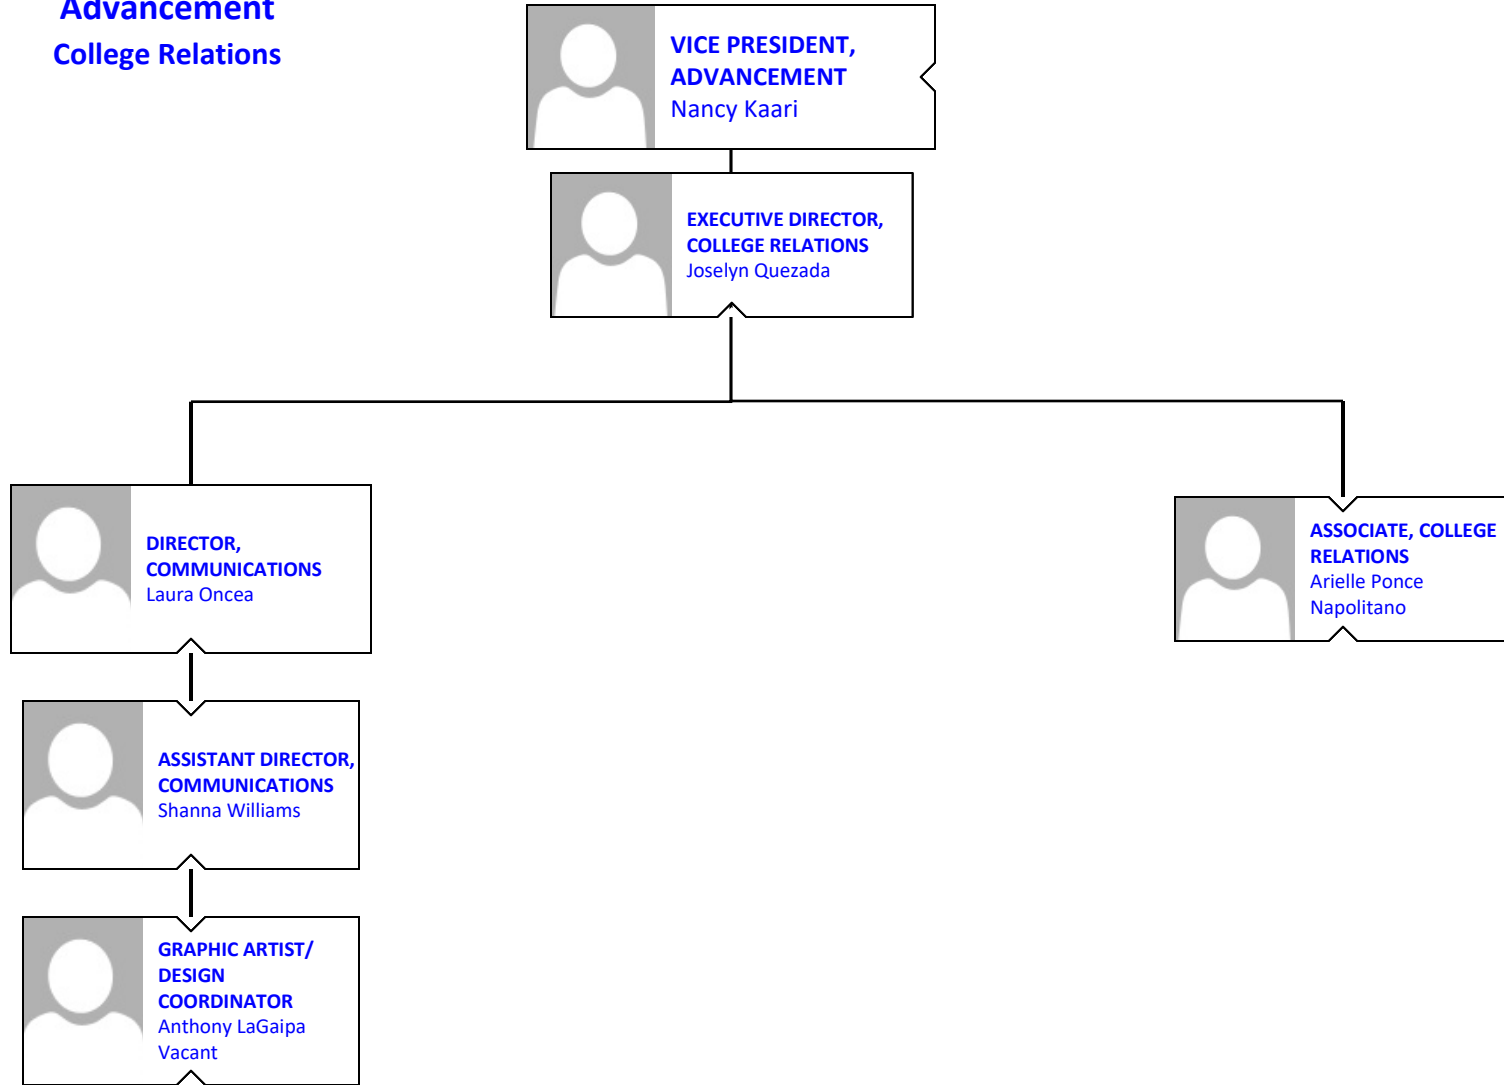 Advancement
College Relations
VICE PRESIDENT,
ADVANCEMENT
Nancy Kaari
EXECUTIVE DIRECTOR,
COLLEGE RELATIONS
Joselyn Quezada
DIRECTOR,
COMMUNICATIONS
Laura Oncea
ASSOCIATE, COLLEGE
RELATIONS
Arielle Ponce
Napolitano
ASSISTANT DIRECTOR,
COMMUNICATIONS
Shanna Williams
GRAPHIC ARTIST/
DESIGN
COORDINATOR
Anthony LaGaipa
Vacant